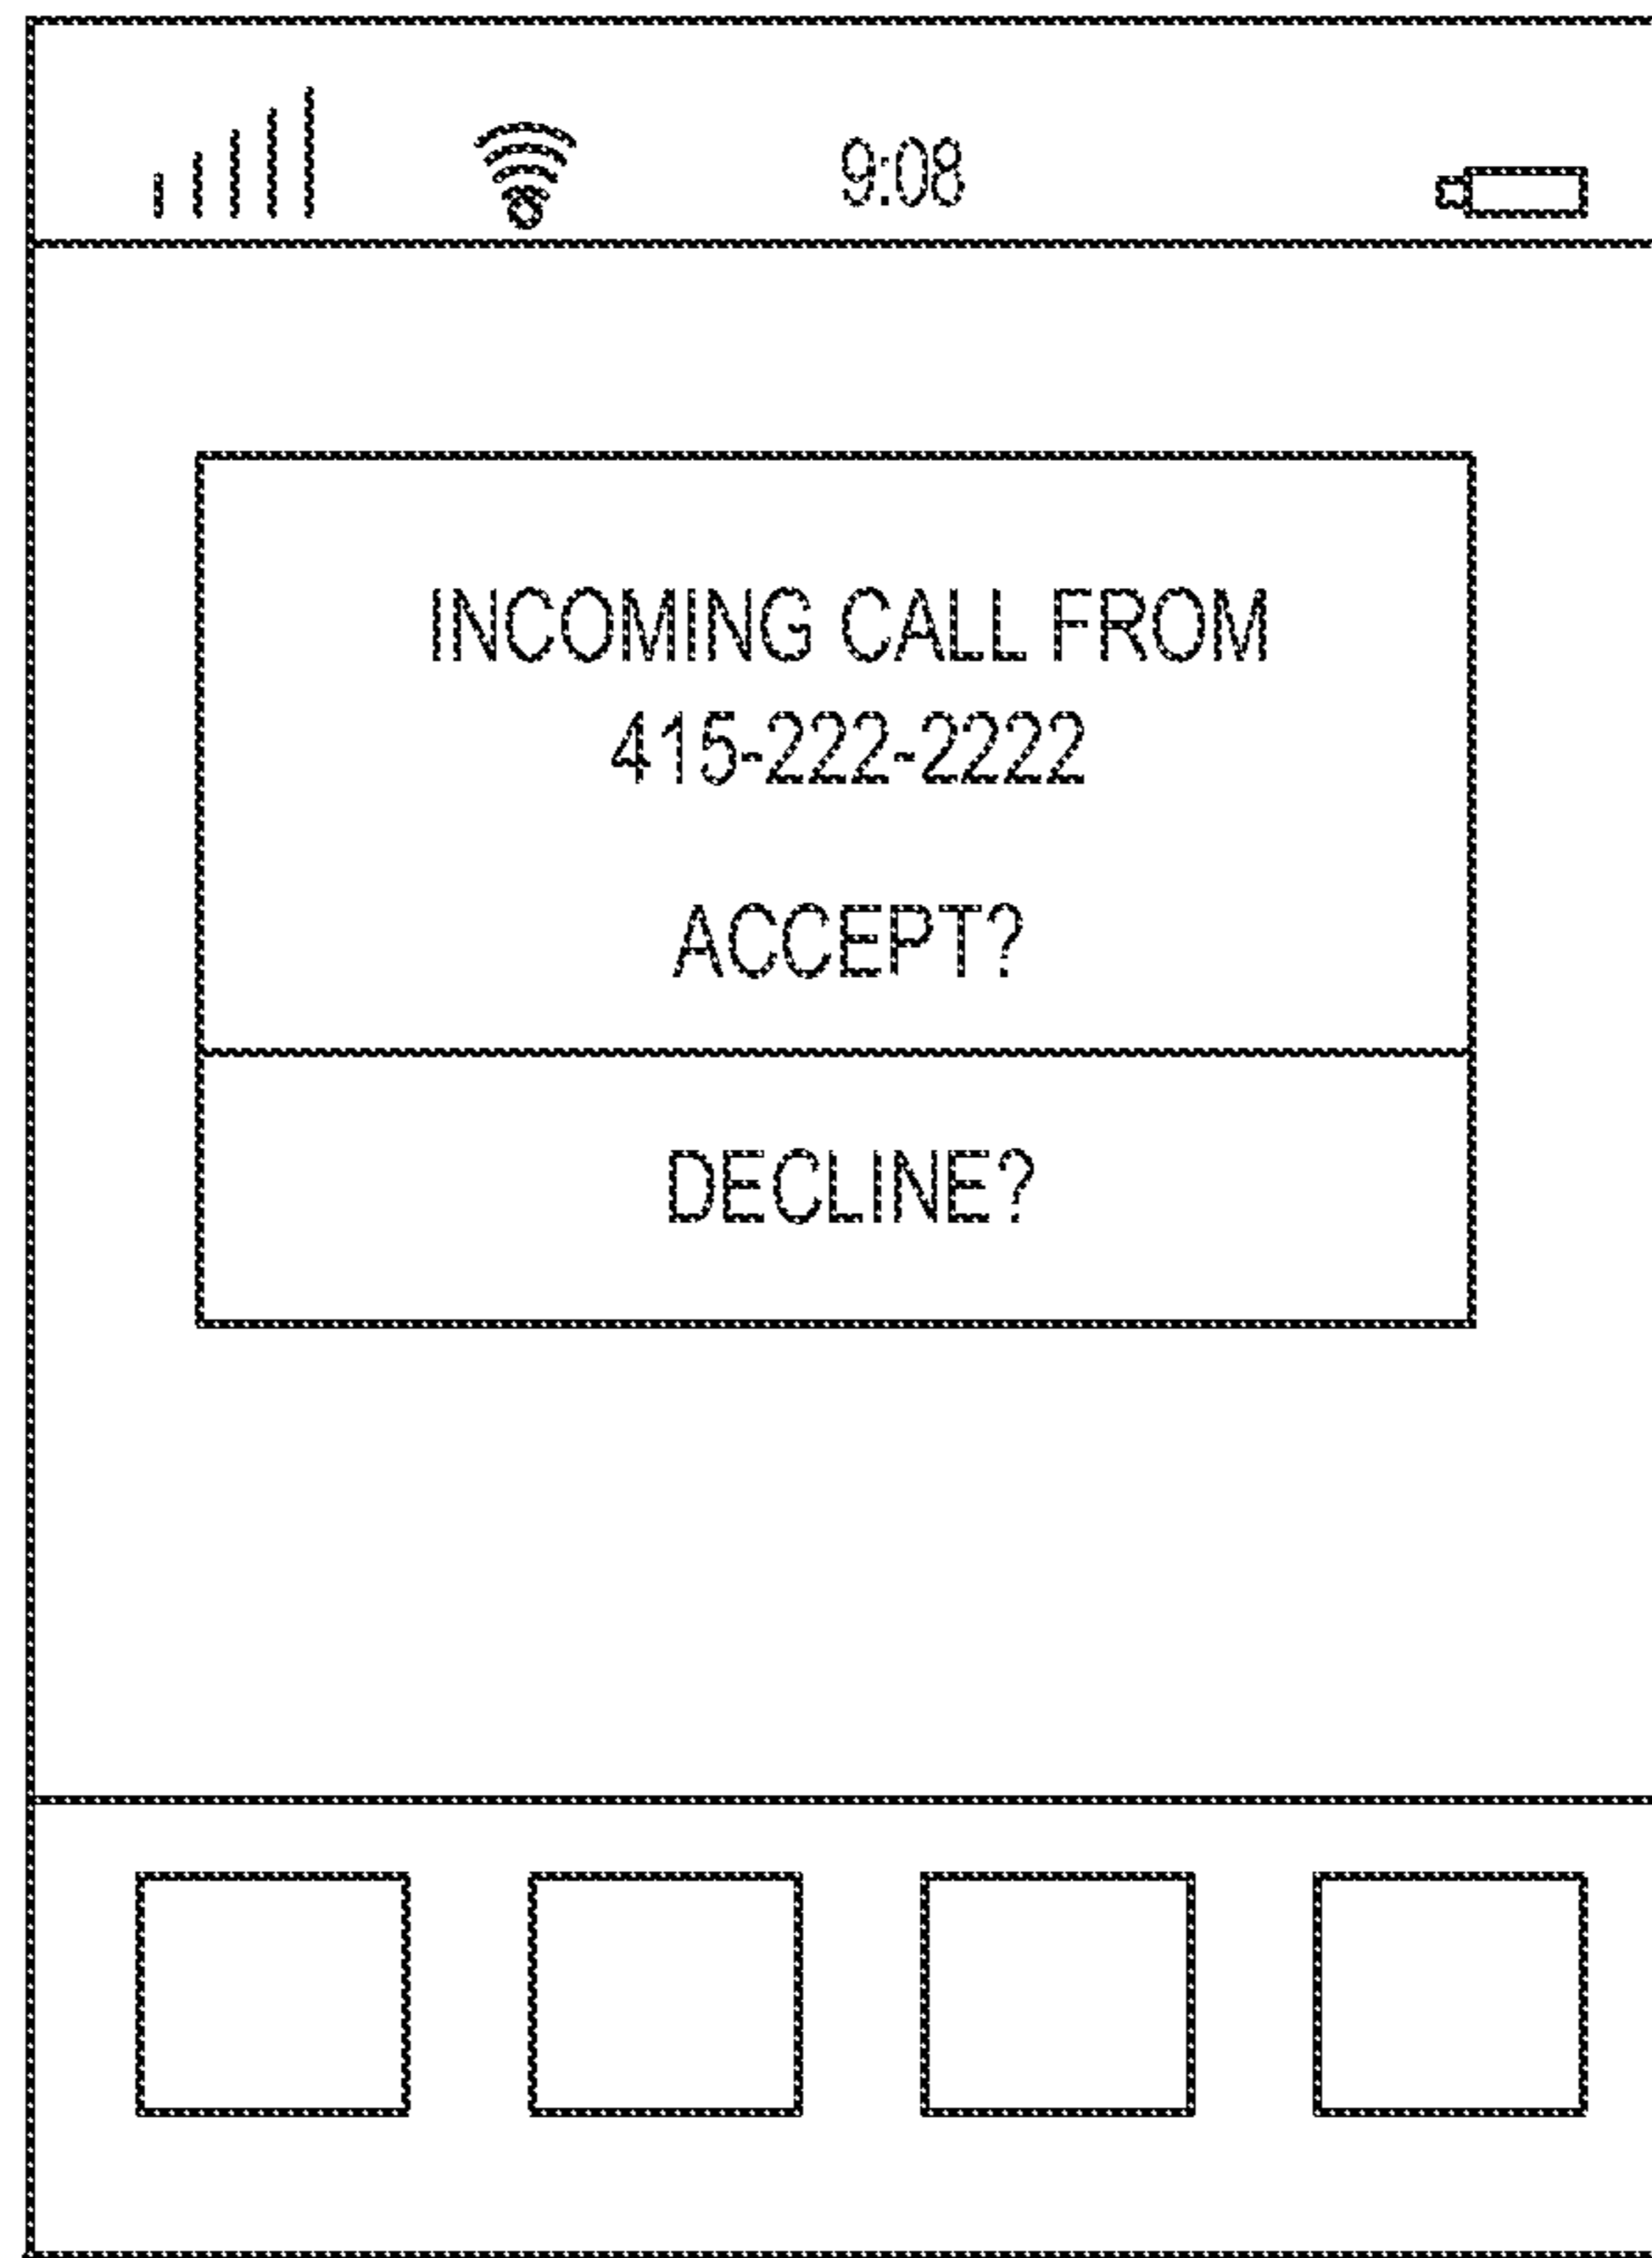 9:08
INCOMING CALL FROM
415-222-2222
ACCEPT?
DECLINE?